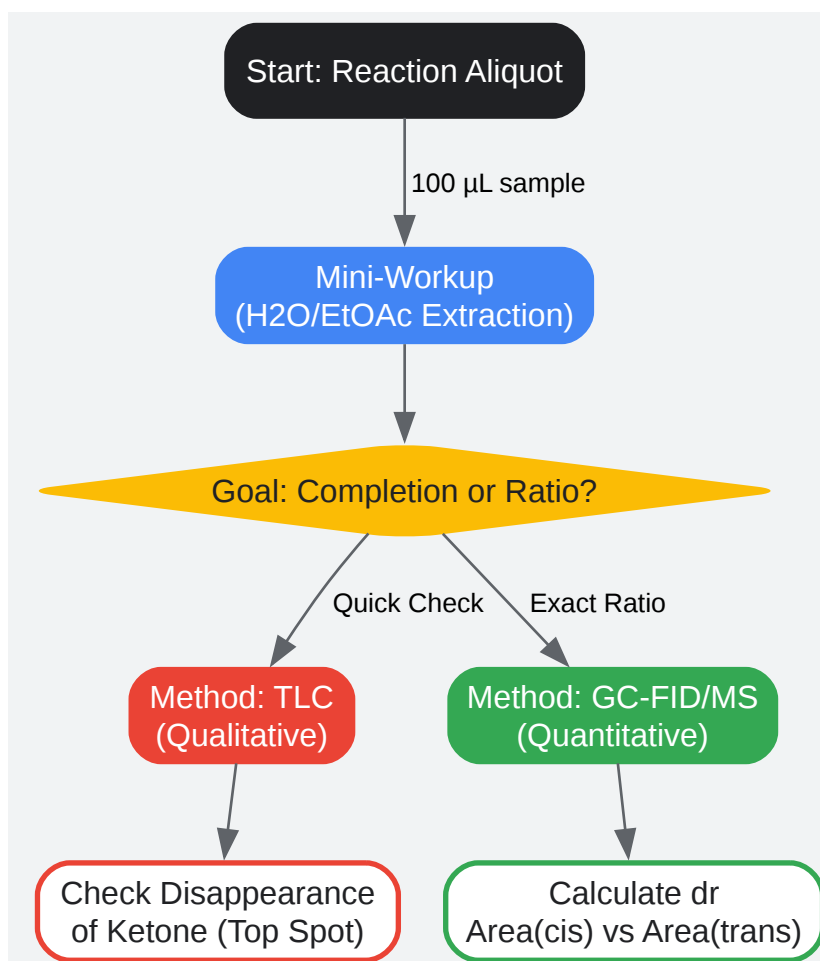 Start: Reaction Aliquot
100 µL sample
Mini-Workup
(H2O/EtOAc Extraction)
Goal: Completion or Ratio?
Quick Check
Exact Ratio
Method: TLC
(Qualitative)
Method: GC-FID/MS
(Quantitative)
Check Disappearance
of Ketone (Top Spot)
Calculate dr
Area(cis) vs Area(trans)